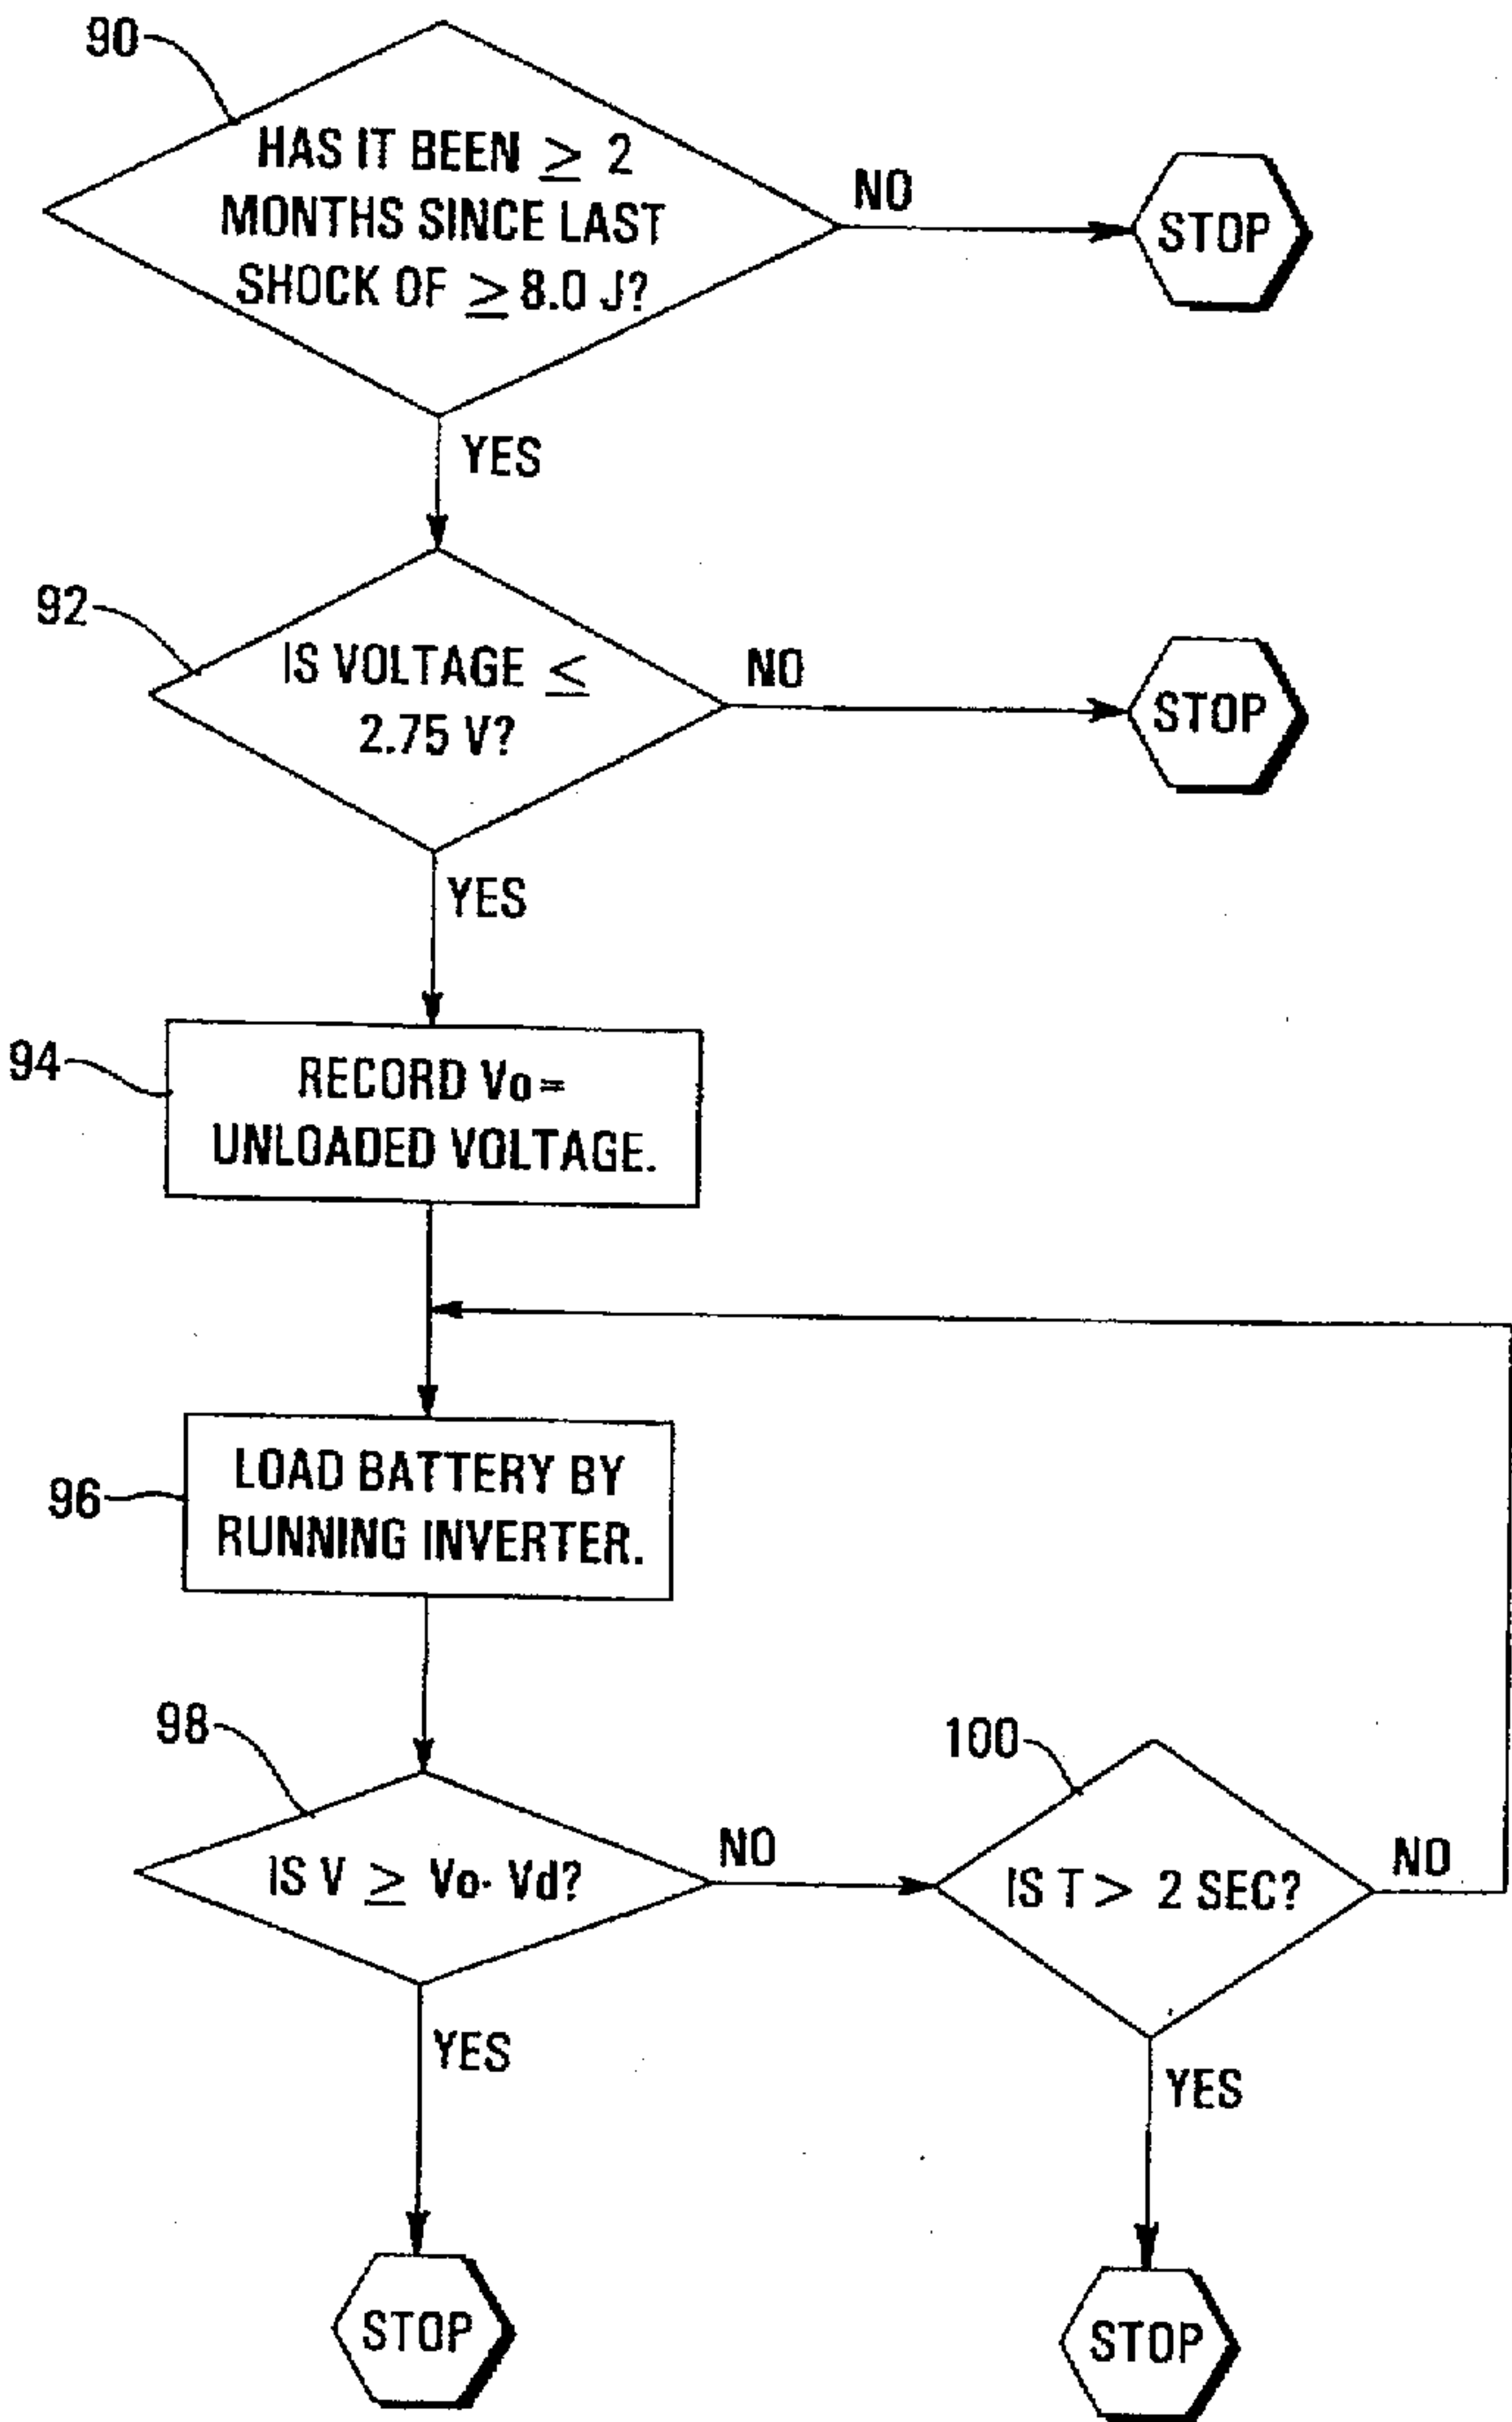 90
HAS IT BEEN ≥ 2
MONTHS SINCE LAST
SHOCK OF ≥ 8.0 J?
NO
STOP
YES
92
IS VOLTAGE ≤
2.75 V?
NO
STOP
YES
94
RECORD Vo =
UNLOADED VOLTAGE.
96
LOAD BATTERY BY
RUNNING INVERTER.
98
IS V ≥ Vo- Vd?
NO
100
IS T > 2 SEC?
NO
YES
YES
STOP
STOP